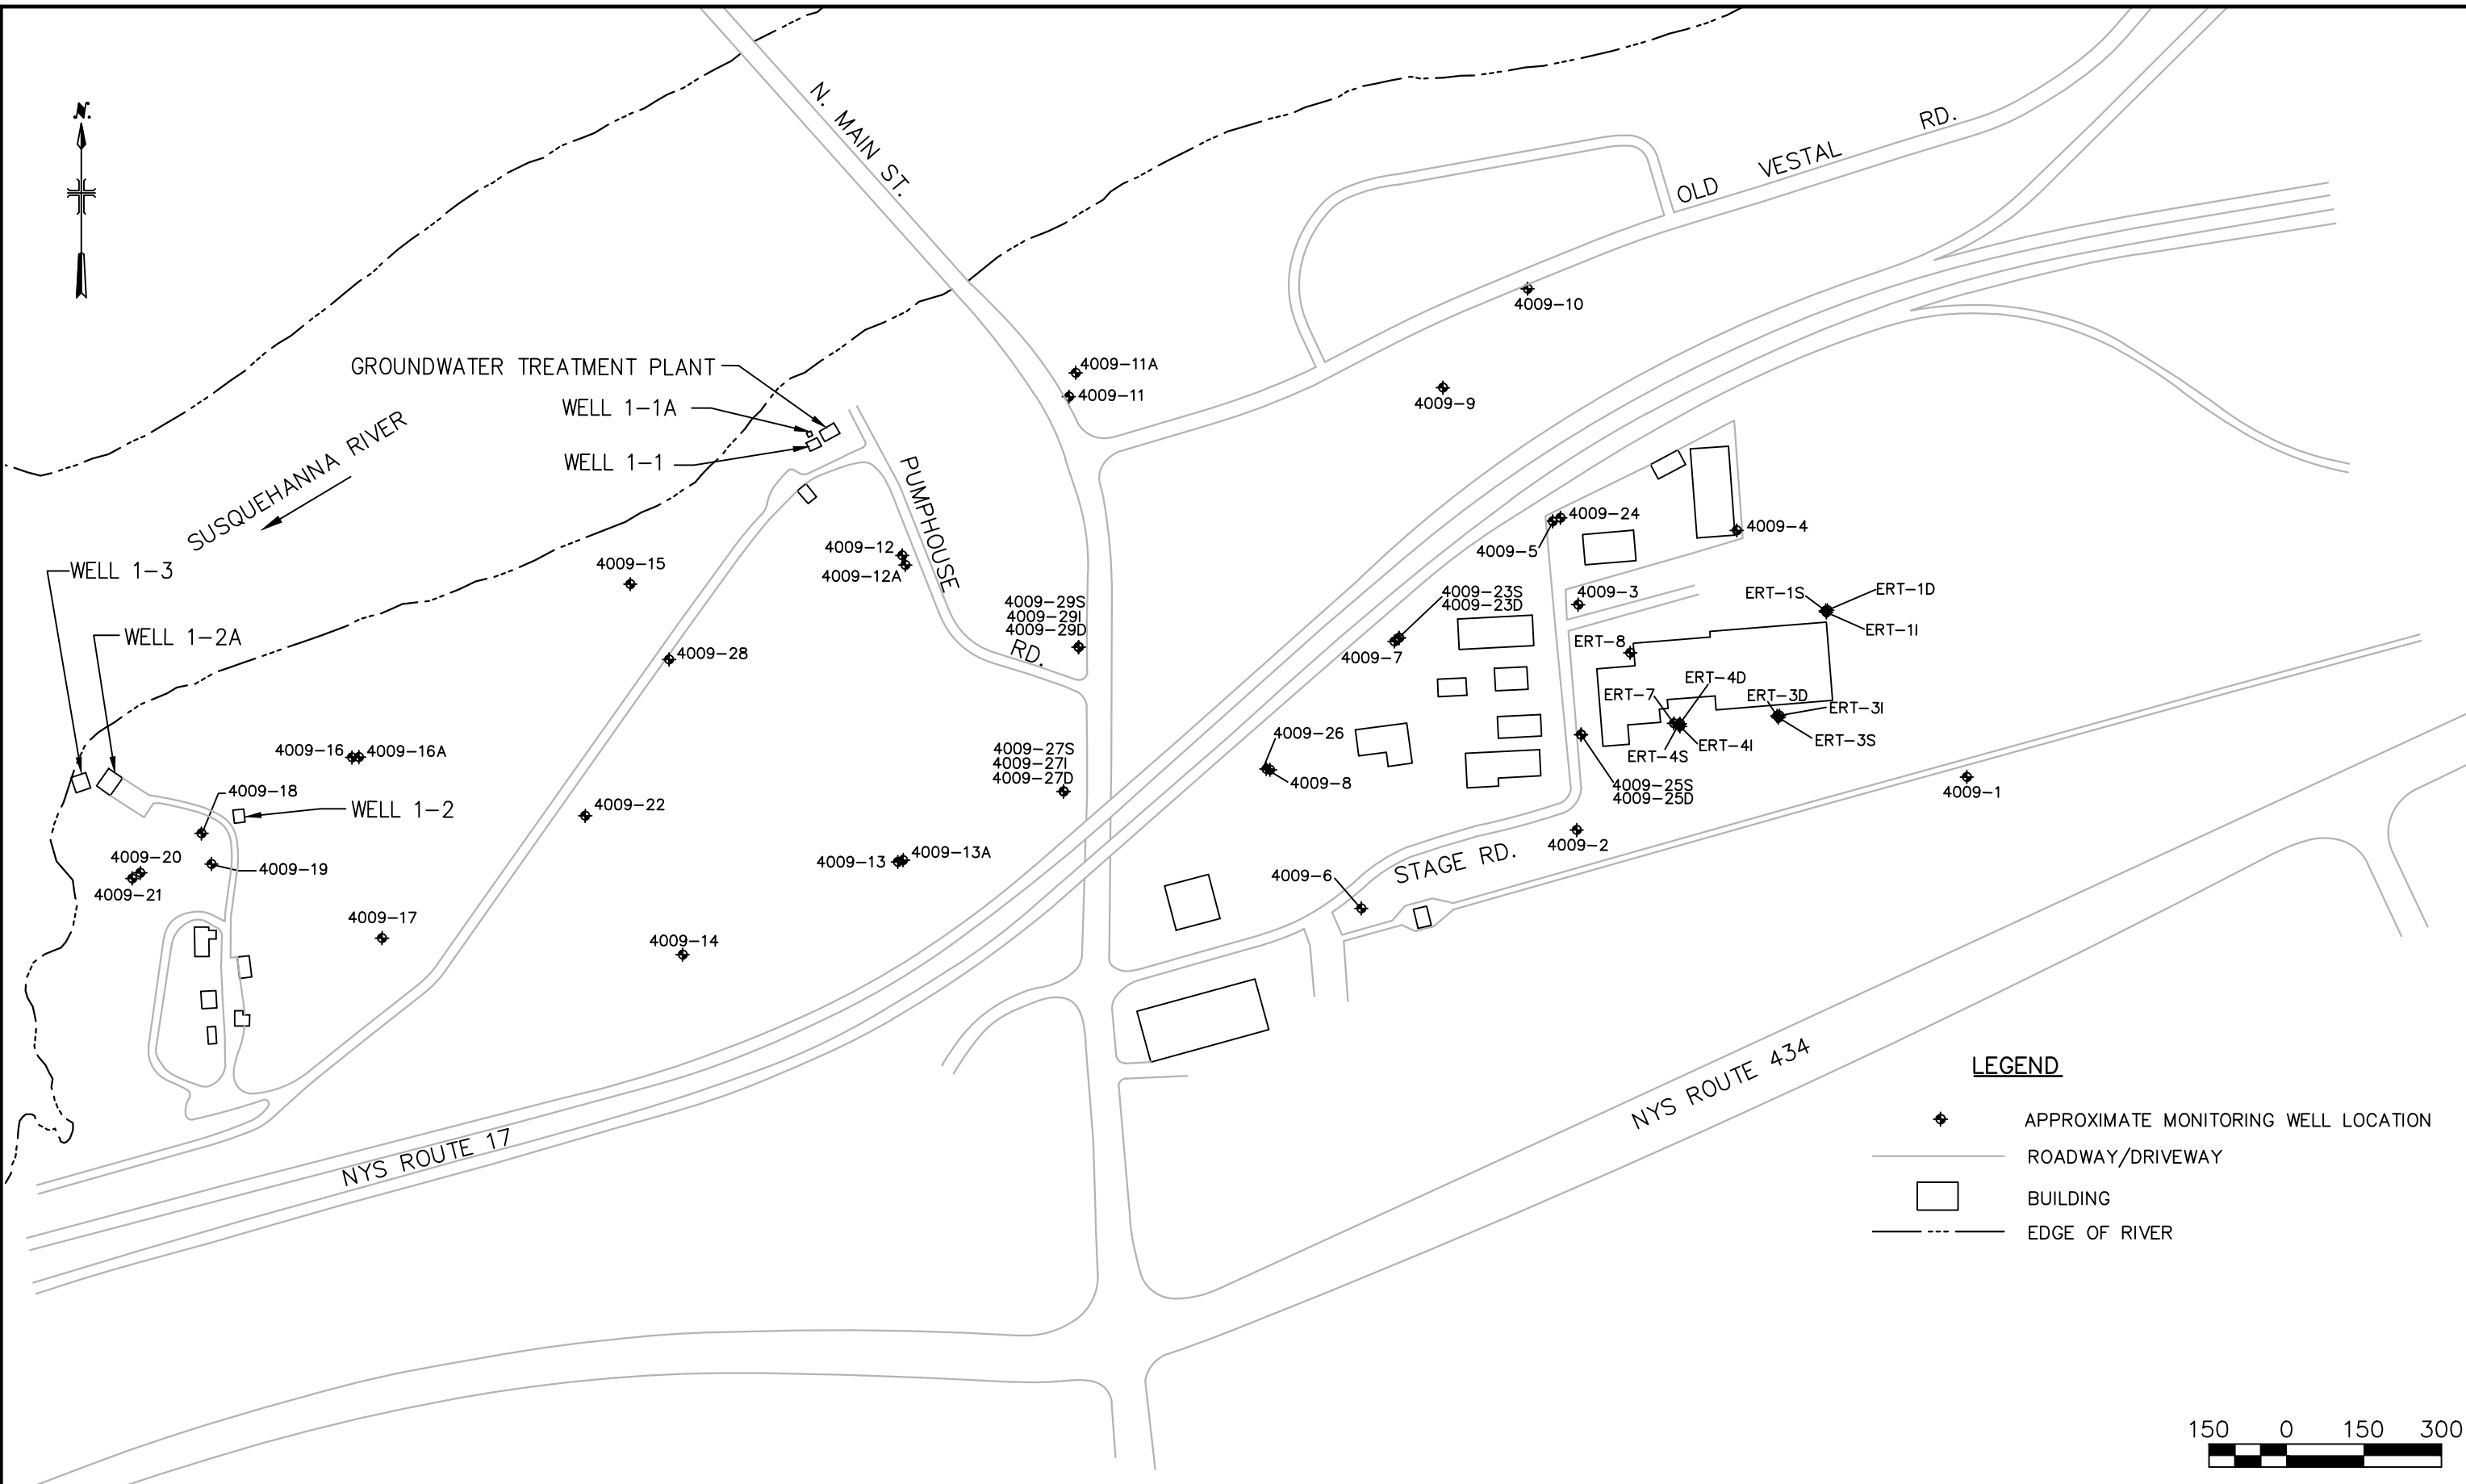 N.
N. MAIN ST.
OLD VESTAL RD.
4009-10
GROUNDWATER TREATMENT PLANT
4009-11A
WELL 1-1A
4009-11
4009-9
WELL 1-1
SUSQUEHANNA RIVER
PUMPHOUSE RD.
4009-24
4009-4
4009-5
4009-12
4009-12A
4009-15
WELL 1-3
4009-29S
4009-29I
4009-29D
4009-23S
4009-23D
4009-3
ERT-1S
ERT-1D
ERT-1I
WELL 1-2A
4009-28
4009-7
ERT-8
ERT-4D
ERT-7
ERT-3D
ERT-3I
ERT-3S
ERT-4I
ERT-4S
4009-16
4009-16A
4009-27S
4009-27I
4009-27D
4009-26
4009-8
4009-25S
4009-25D
4009-1
4009-18
WELL 1-2
4009-22
4009-2
4009-20
4009-19
4009-21
4009-13
4009-13A
STAGE RD.
4009-6
4009-17
4009-14
NYS ROUTE 17
NYS ROUTE 434
LEGEND
APPROXIMATE MONITORING WELL LOCATION
ROADWAY/DRIVEWAY
BUILDING
EDGE OF RIVER
150 0 150 300